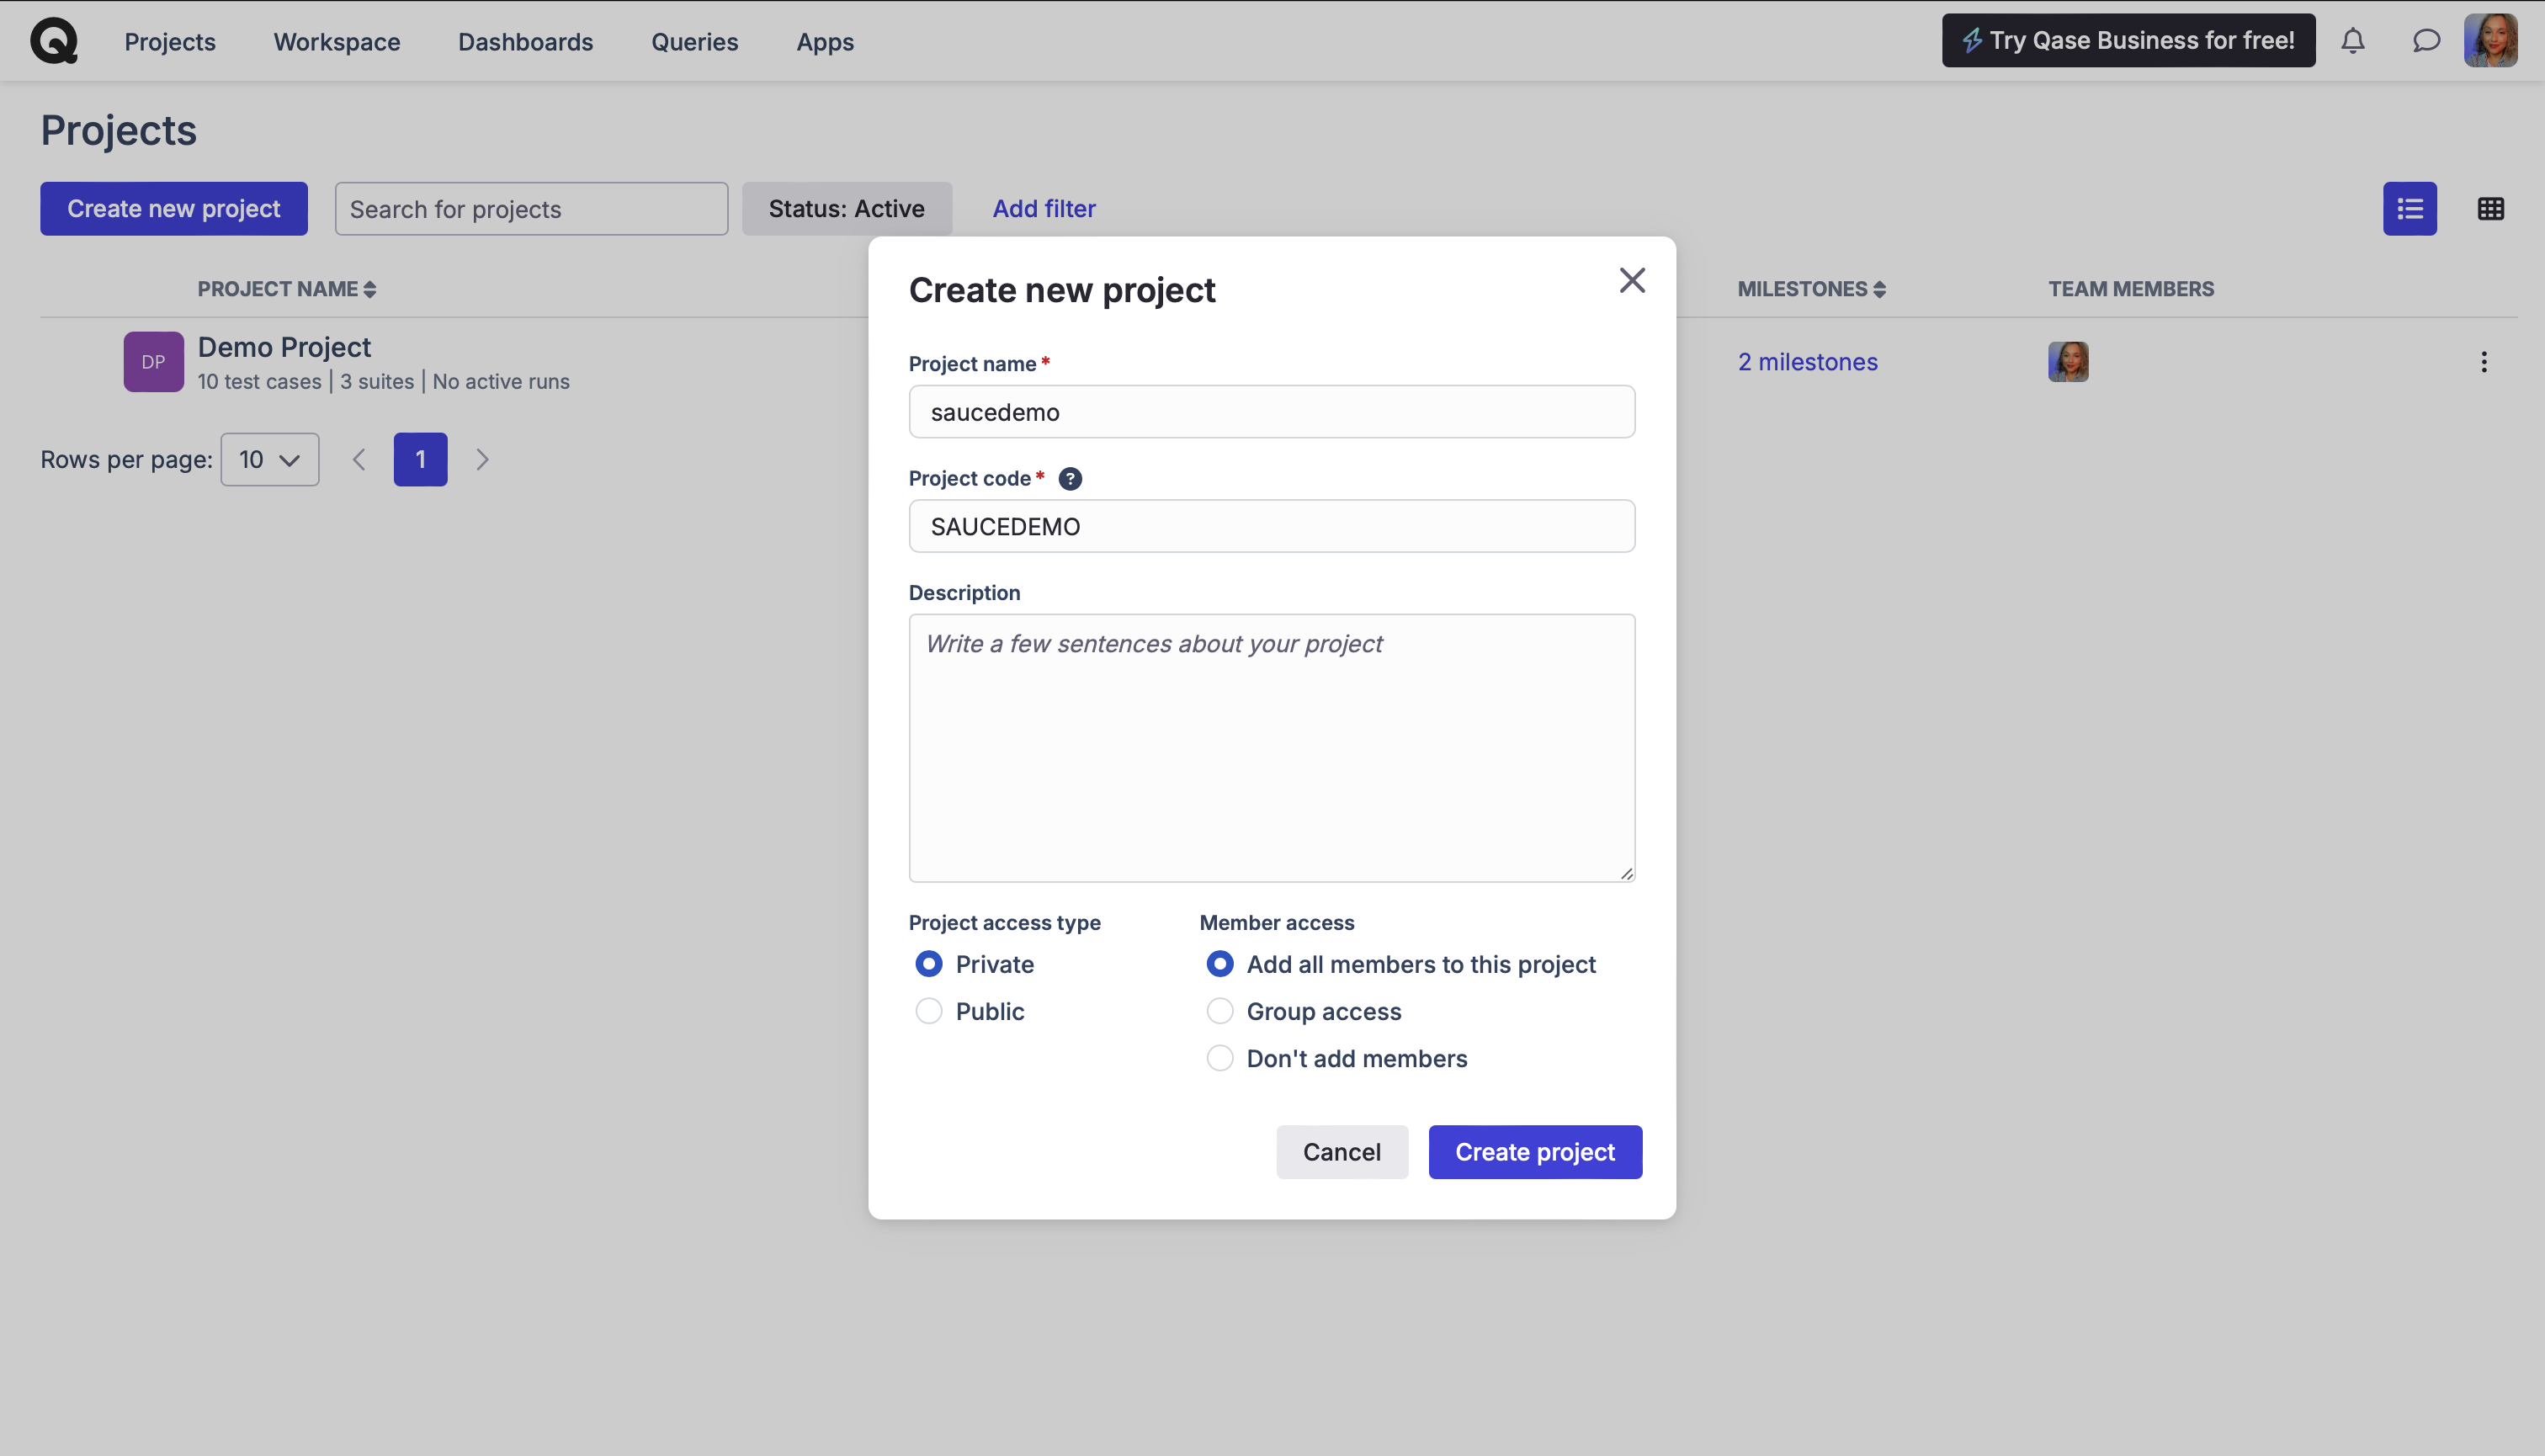 Projects Workspace Dashboards Queries Apps Try Qase Business for free!
Projects
Create new project Search for projects Status: Active Add filter
PROJECT NAME MILESTONES TEAM MEMBERS
DP Demo Project 2 milestones
10 test cases | 3 suites | No active runs
Rows per page: 10 1
Create new project
Project name *
saucedemo
Project code * ?
SAUCEDEMO
Description
Write a few sentences about your project
Project access type Member access
Private Add all members to this project
Public Group access
Don't add members
Cancel Create project